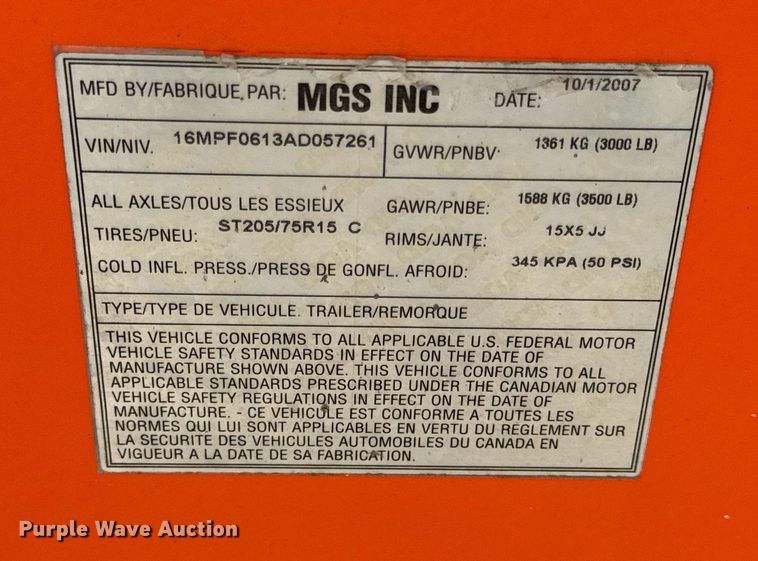 MFD BY/FABRIQUE PAR: MGS INC DATE: 10/1/2007
VIN/NIV. 16MPF0613AD057261 GVWR/PNBV: 1361 KG (3000 LB)
ALL AXLES/TOUS LES ESSIEUX GAWR/PNBE: 1588 KG (3500 LB)
TIRES/PNEU: ST205/75R15 C RIMS/JANTE: 15X5 JJ
COLD INFL. PRESS./PRESS DE GONFL. AFROID: 345 KPA (50 PSI)
TYPE/TYPE DE VEHICULE. TRAILER/REMORQUE
THIS VEHICLE CONFORMS TO ALL APPLICABLE U.S. FEDERAL MOTOR
VEHICLE SAFETY STANDARDS IN EFFECT ON THE DATE OF
MANUFACTURE SHOWN ABOVE. THIS VEHICLE CONFORMS TO ALL
APPLICABLE STANDARDS PRESCRIBED UNDER THE CANADIAN MOTOR
VEHICLE SAFETY REGULATIONS IN EFFECT ON THE DATE OF
MANUFACTURE. - CE VEHICULE EST CONFORME A TOUTES LES
NORMES QUI LUI SONT APPLICABLES EN VERTU DU REGLEMENT SUR
LA SECURITE DES VEHICULES AUTOMOBILES DU CANADA EN
VIGUEUR A LA DATE DE SA FABRICATION.
Purple Wave Auction